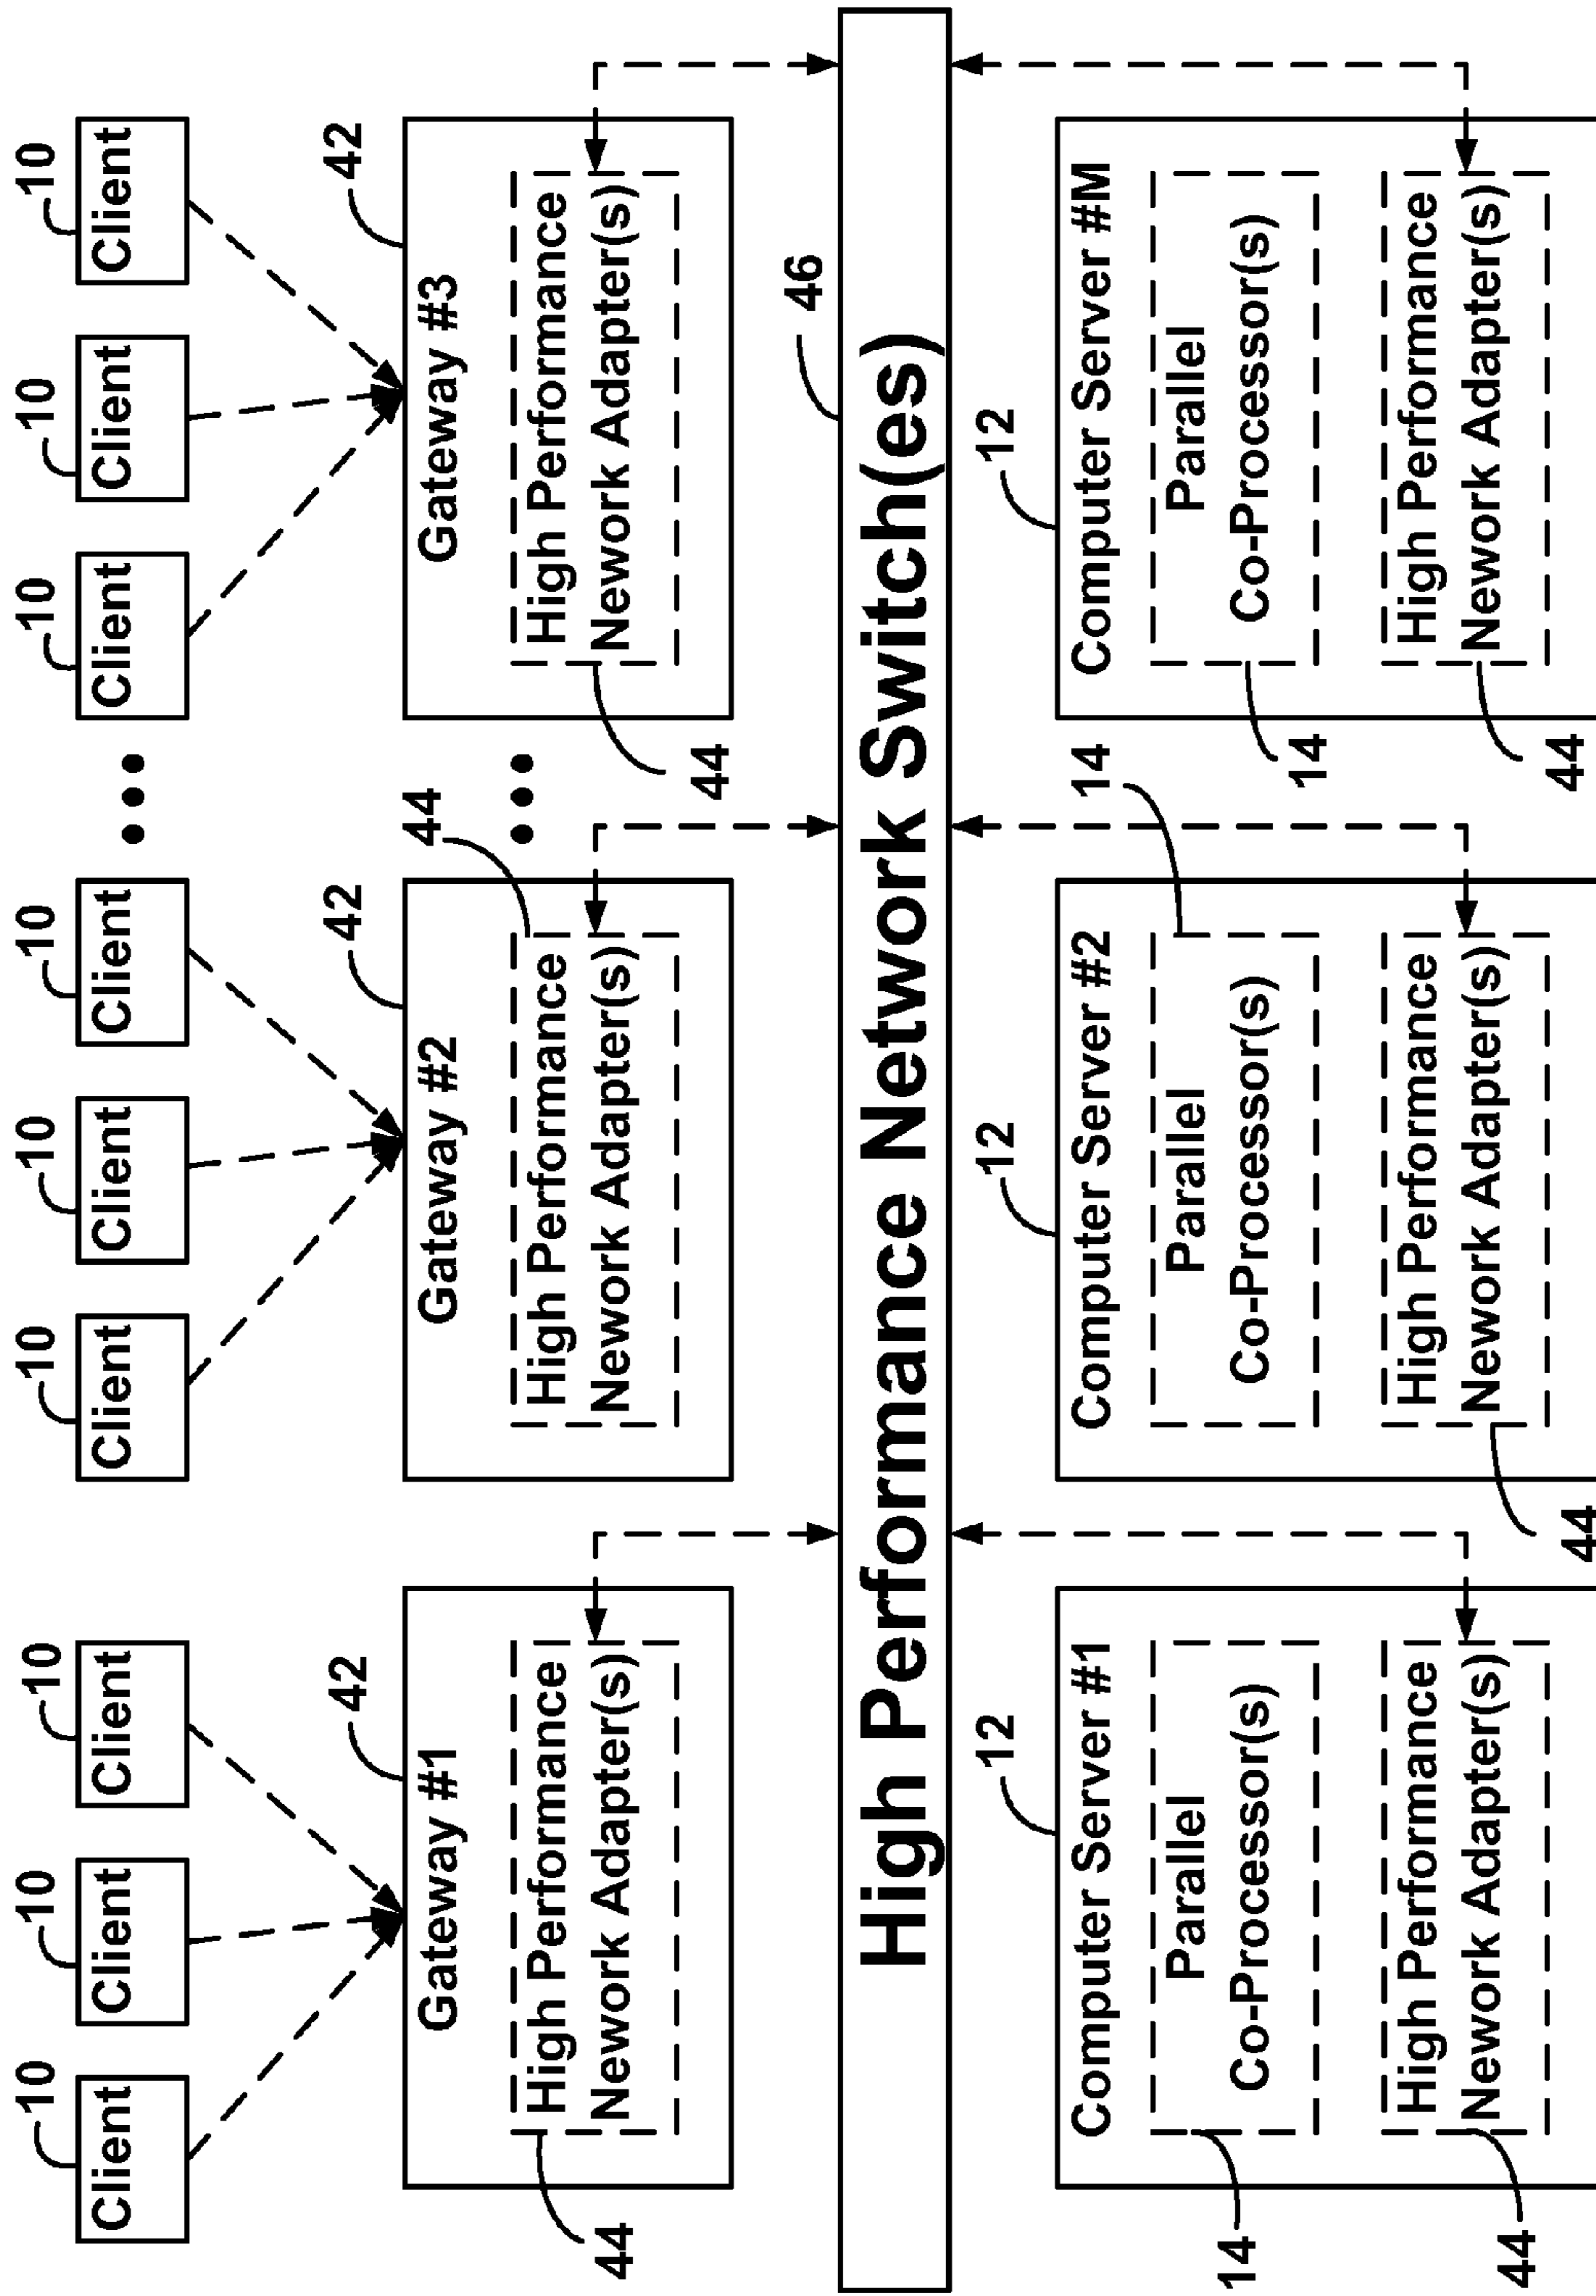 10 10 10 10 10 10 10 10 10
Client Client Client ••• Client Client Client ••• Client Client Client
42 42 42
Gateway #1 Gateway #2 Gateway #3
44 44 44
High Performance High Performance High Performance
Nework Adapter(s) Nework Adapter(s) Nework Adapter(s)
46
High Performance Network Switch(es)
12 12 12
Computer Server #1 Computer Server #2 Computer Server #M
14 14 14
Parallel Parallel Parallel
Co-Processor(s) Co-Processor(s) Co-Processor(s)
High Performance High Performance High Performance
Nework Adapter(s) Nework Adapter(s) Nework Adapter(s)
44 44 44